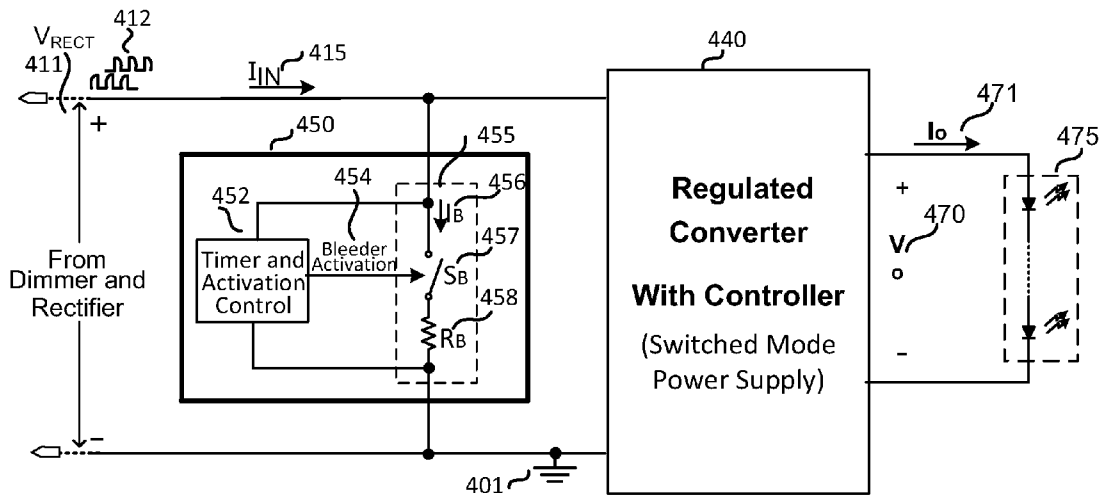 412
VRECT
411
IIN 415
440
+
450
455
454
456
452
IB
457
Bleeder
Activation
Timer and
Activation
Control
SB
458
RB
From
Dimmer and
Rectifier
-
401
Regulated
Converter
With Controller
(Switched Mode
Power Supply)
471
Io
475
+
V 470
o
-